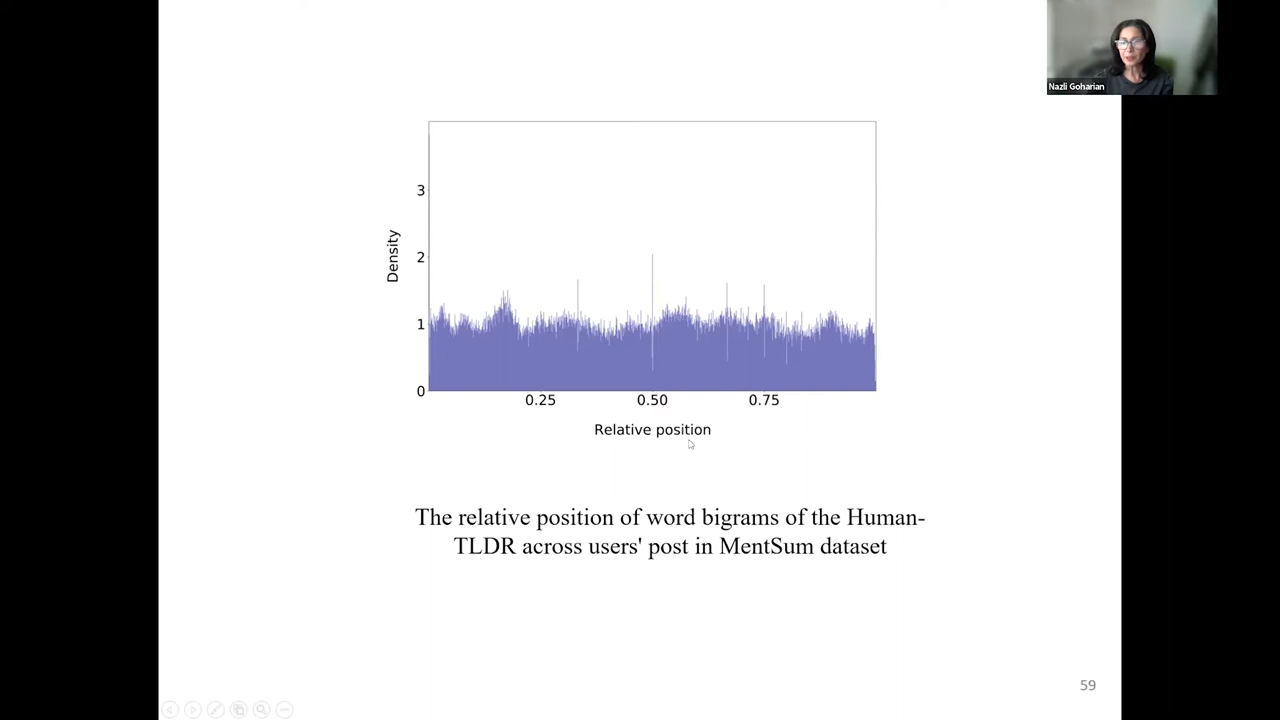 Nazli Goharian
3
2
1
0
Density
0.25 0.50 0.75
Relative position
The relative position of word bigrams of the Human-
TLDR across users' post in MentSum dataset
59